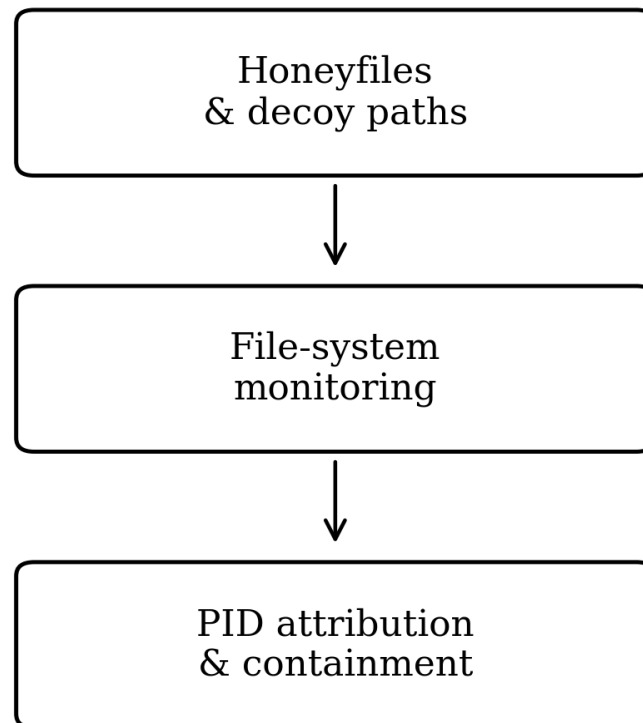 Honeyfiles
& decoy paths
File-system
monitoring
PID attribution
& containment